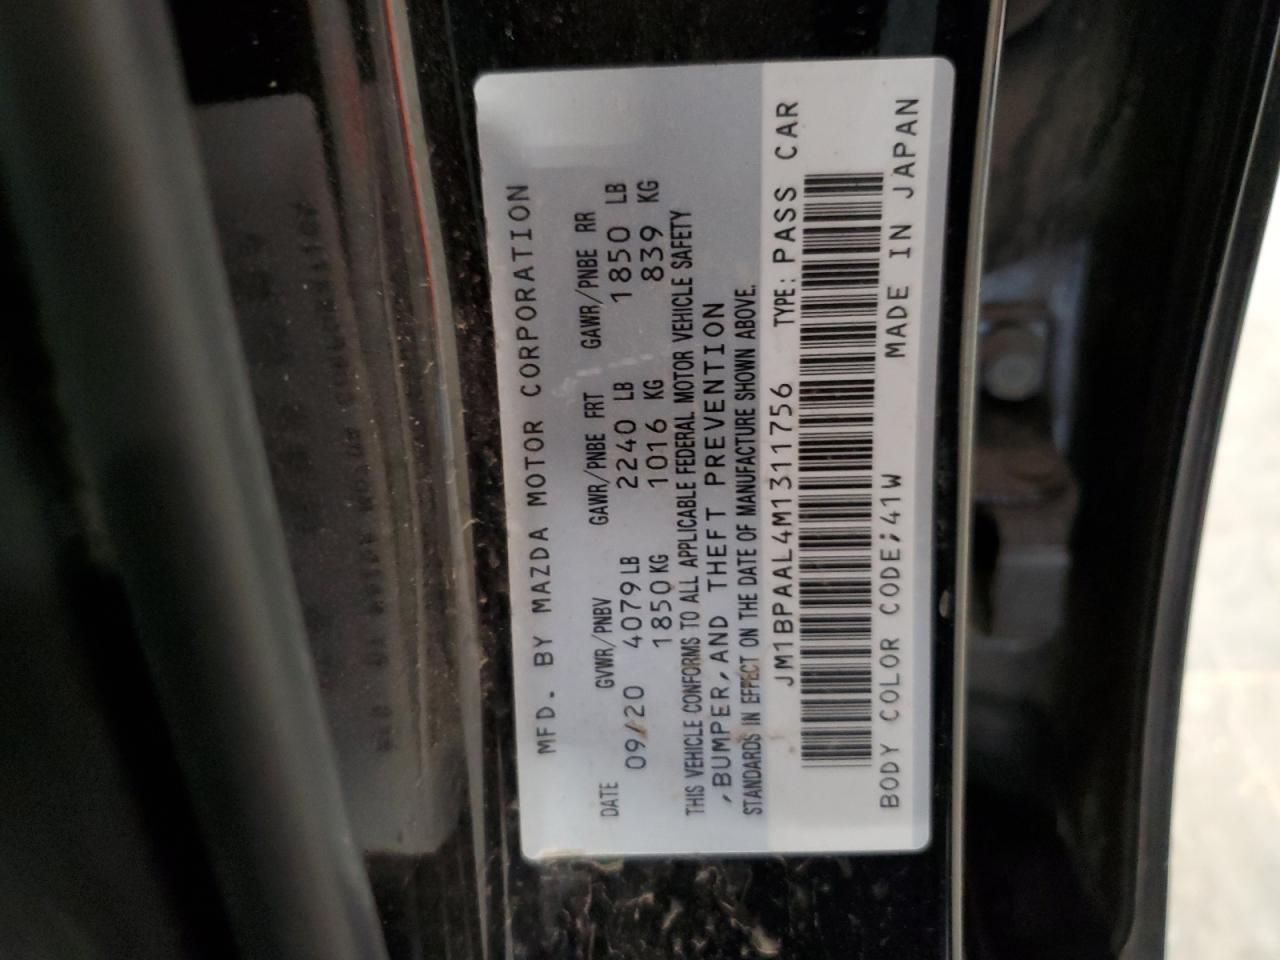 MFD. BY MAZDA MOTOR CORPORATION
DATE GVWR/PNBV GAWR/PNBE FRT GAWR/PNBE RR
09/20 4079 LB 2240 LB 1850 LB
1850 KG 1016 KG 839 KG
THIS VEHICLE CONFORMS TO ALL APPLICABLE FEDERAL MOTOR VEHICLE SAFETY
,BUMPER,AND THEFT PREVENTION
STANDARDS IN EFFECT ON THE DATE OF MANUFACTURE SHOWN ABOVE.
JM1BPAAL4M1311756 TYPE: PASS CAR
BODY COLOR CODE;41W MADE IN JAPAN